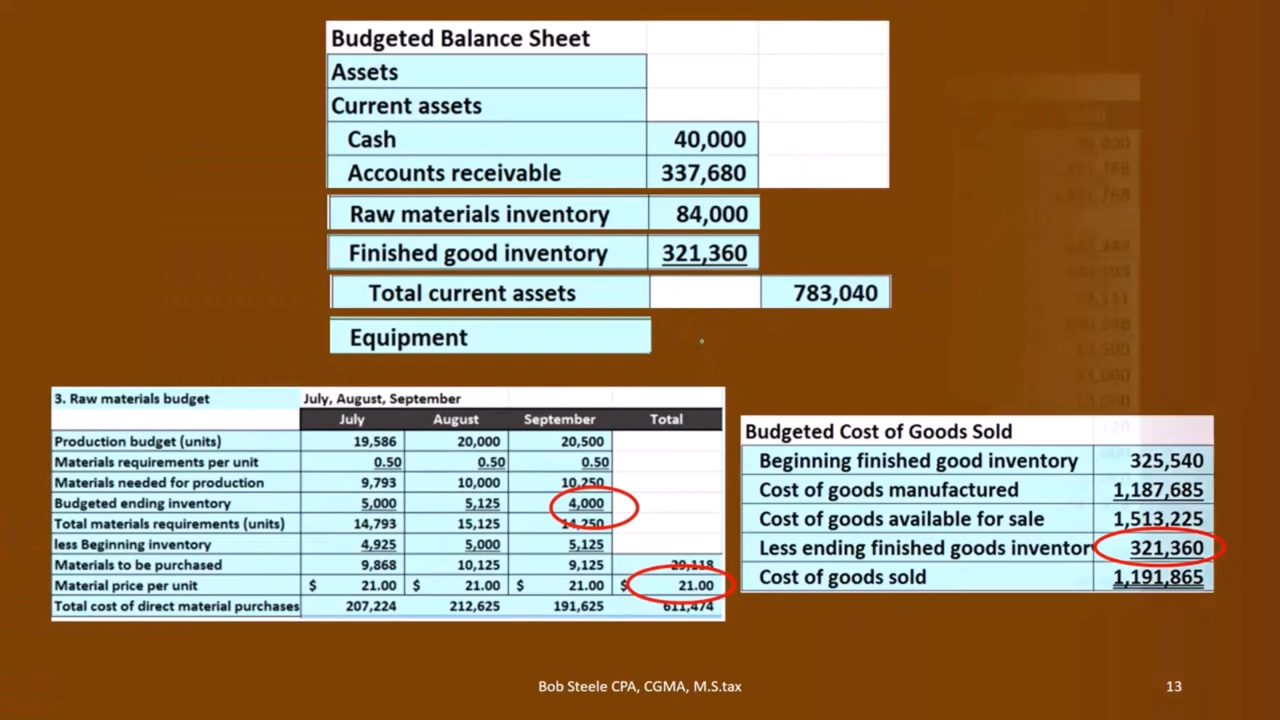 Budgeted Balance Sheet
Assets
Current assets
Cash 40,000
Accounts receivable 337,680
Raw materials inventory 84,000
Finished good inventory 321,360
Total current assets 783,040
Equipment
3. Raw materials budget July, August, September
July August September Total
Production budget (units) 19,586 20,000 20,500
Materials requirements per unit 0.50 0.50 0.50
Materials needed for production 9,793 10,000 10,250
Budgeted ending inventory 5,000 5,125 4,000
Total materials requirements (units) 14,793 15,125 14,250
less Beginning inventory 4,925 5,000 5,125
Materials to be purchased 9,868 10,125 9,125 29,118
Material price per unit $ 21.00 $ 21.00 $ 21.00 $ 21.00
Total cost of direct material purchases 207,224 212,625 191,625 611,474
Budgeted Cost of Goods Sold
Beginning finished good inventory 325,540
Cost of goods manufactured 1,187,685
Cost of goods available for sale 1,513,225
Less ending finished goods inventor 321,360
Cost of goods sold 1,191,865
Bob Steele CPA, CGMA, M.S.tax
13